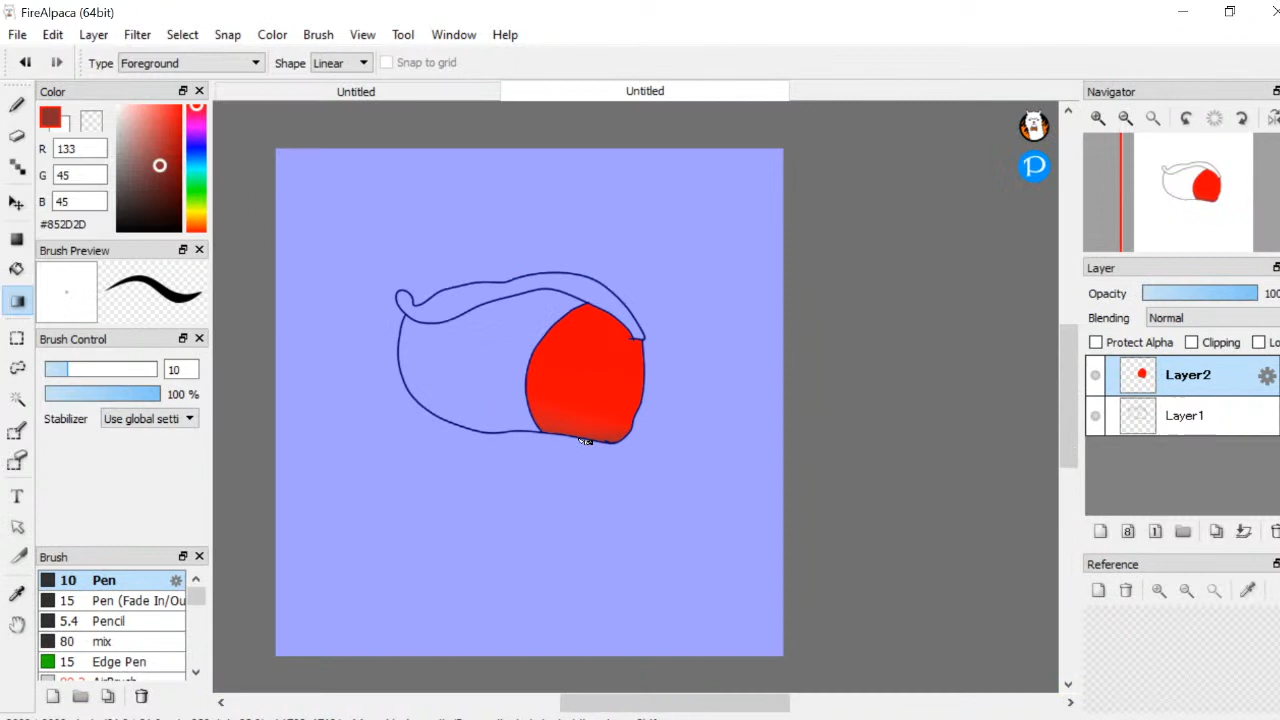 FireAlpaca (64bit)
File Edit Layer Filter Select Snap Color Brush View Tool Window Help
Type Foreground Shape Linear Snap to grid
Color
Untitled
Untitled
Navigator
R 133
G 45
B 45
#852D2D
Brush Preview
Layer
Opacity 100
Blending Normal
Protect Alpha Clipping Lo
Layer2
Layer1
Brush Control
10
100 %
Stabilizer Use global setti
Brush
10 Pen
15 Pen (Fade In/Ou
5.4 Pencil
80 mix
15 Edge Pen
Reference